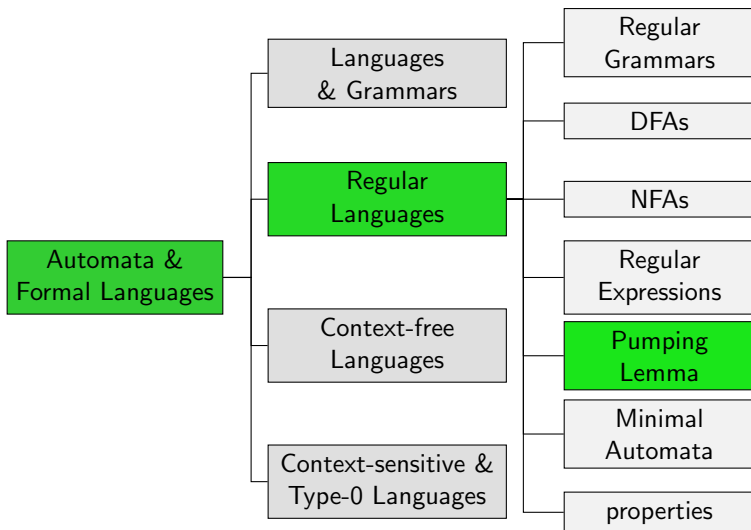 Automata &
Formal Languages
Languages
& Grammars
Regular
Languages
Context-free
Languages
Context-sensitive &
Type-0 Languages
Regular
Grammars
DFAs
NFAs
Regular
Expressions
Pumping
Lemma
Minimal
Automata
properties